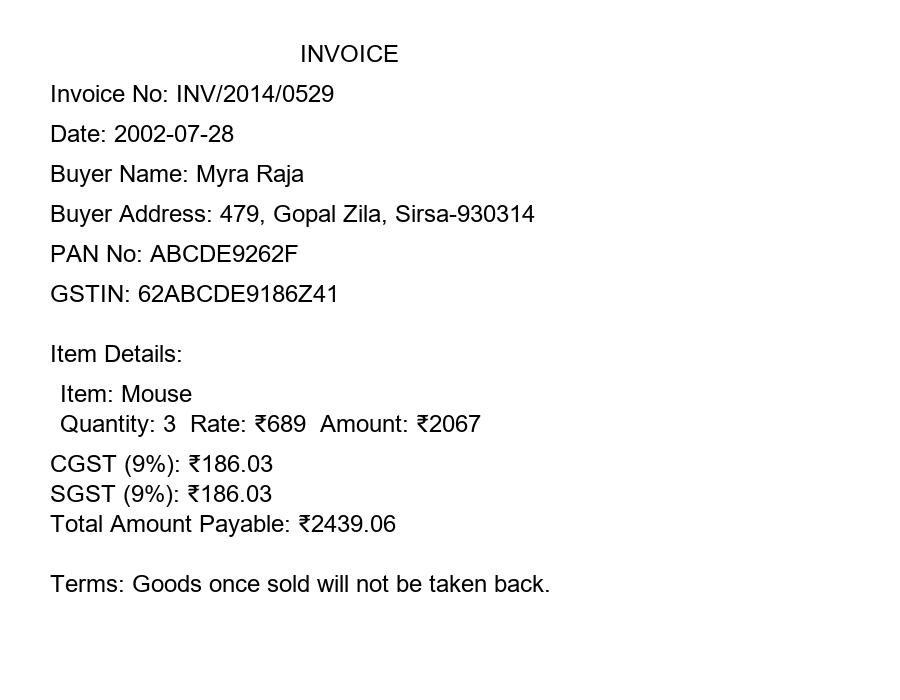 INVOICE
Invoice No: INV/2014/0529
Date: 2002-07-28
Buyer Name: Myra Raja
Buyer Address: 479, Gopal Zila, Sirsa-930314
PAN No: ABCDE9262F
GSTIN: 62ABCDE9186Z41
Item Details:
Item: Mouse
Quantity: 3  Rate: ₹689  Amount: ₹2067
CGST (9%): ₹186.03
SGST (9%): ₹186.03
Total Amount Payable: ₹2439.06
Terms: Goods once sold will not be taken back.